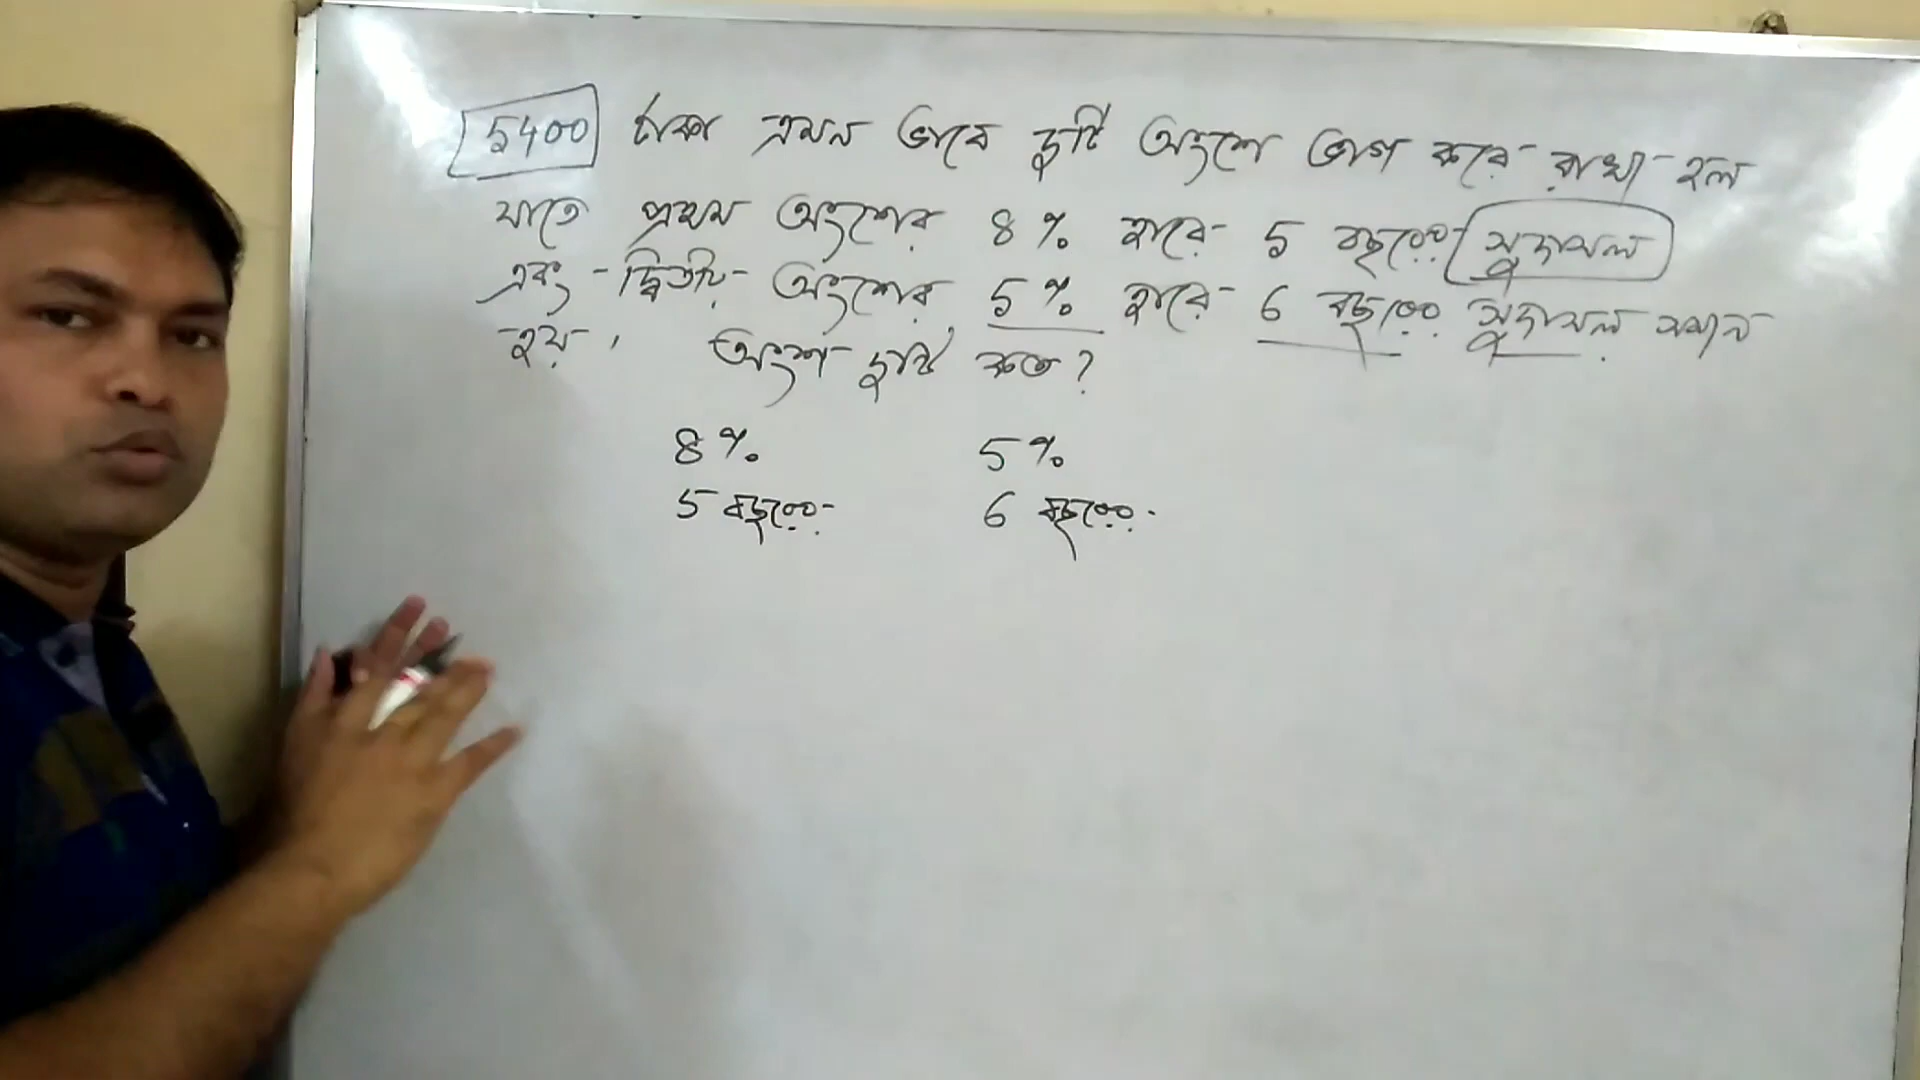 5400 টাকা এমন ভাবে দুটি অংশে ভাগ করে রাখা হল
যাতে প্রথম অংশের 8% হারে 5 বছরের সুদাসল
এবং দ্বিতীয় অংশের 5% হারে 6 বছরের সুদাসল সমান
হয়। অংশ দুটি কত?
8% 5%
5 বছরের 6 বছরের